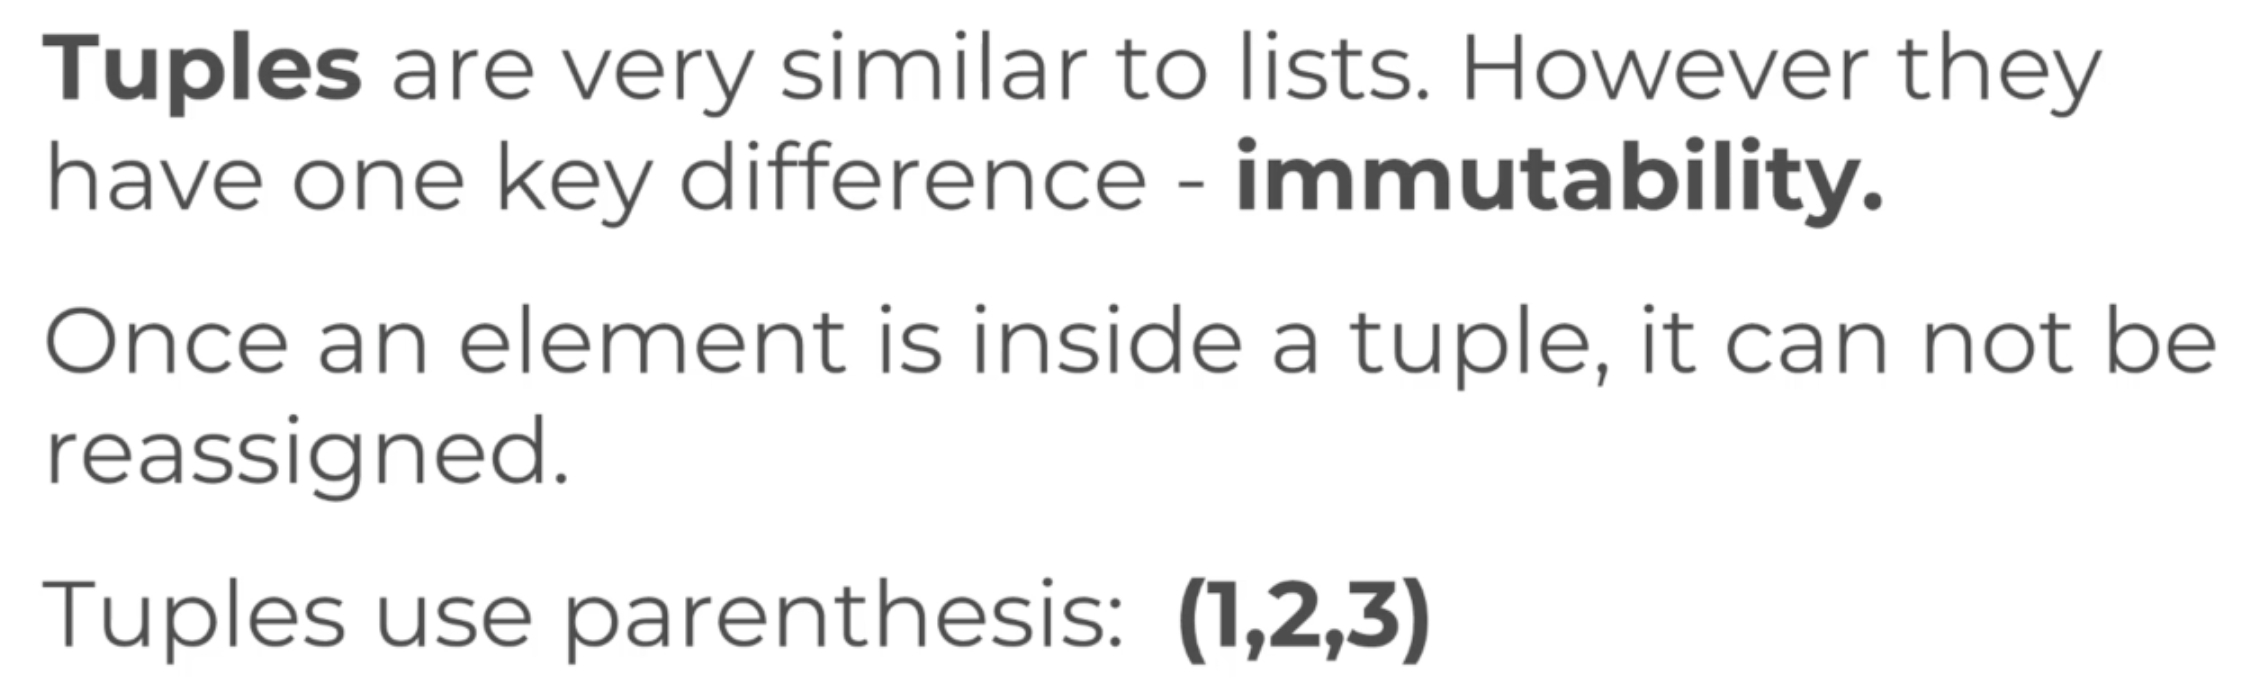 Tuples are very similar to lists. However they
have one key difference - immutability.
Once an element is inside a tuple, it can not be
reassigned.
Tuples use parenthesis: (1,2,3)